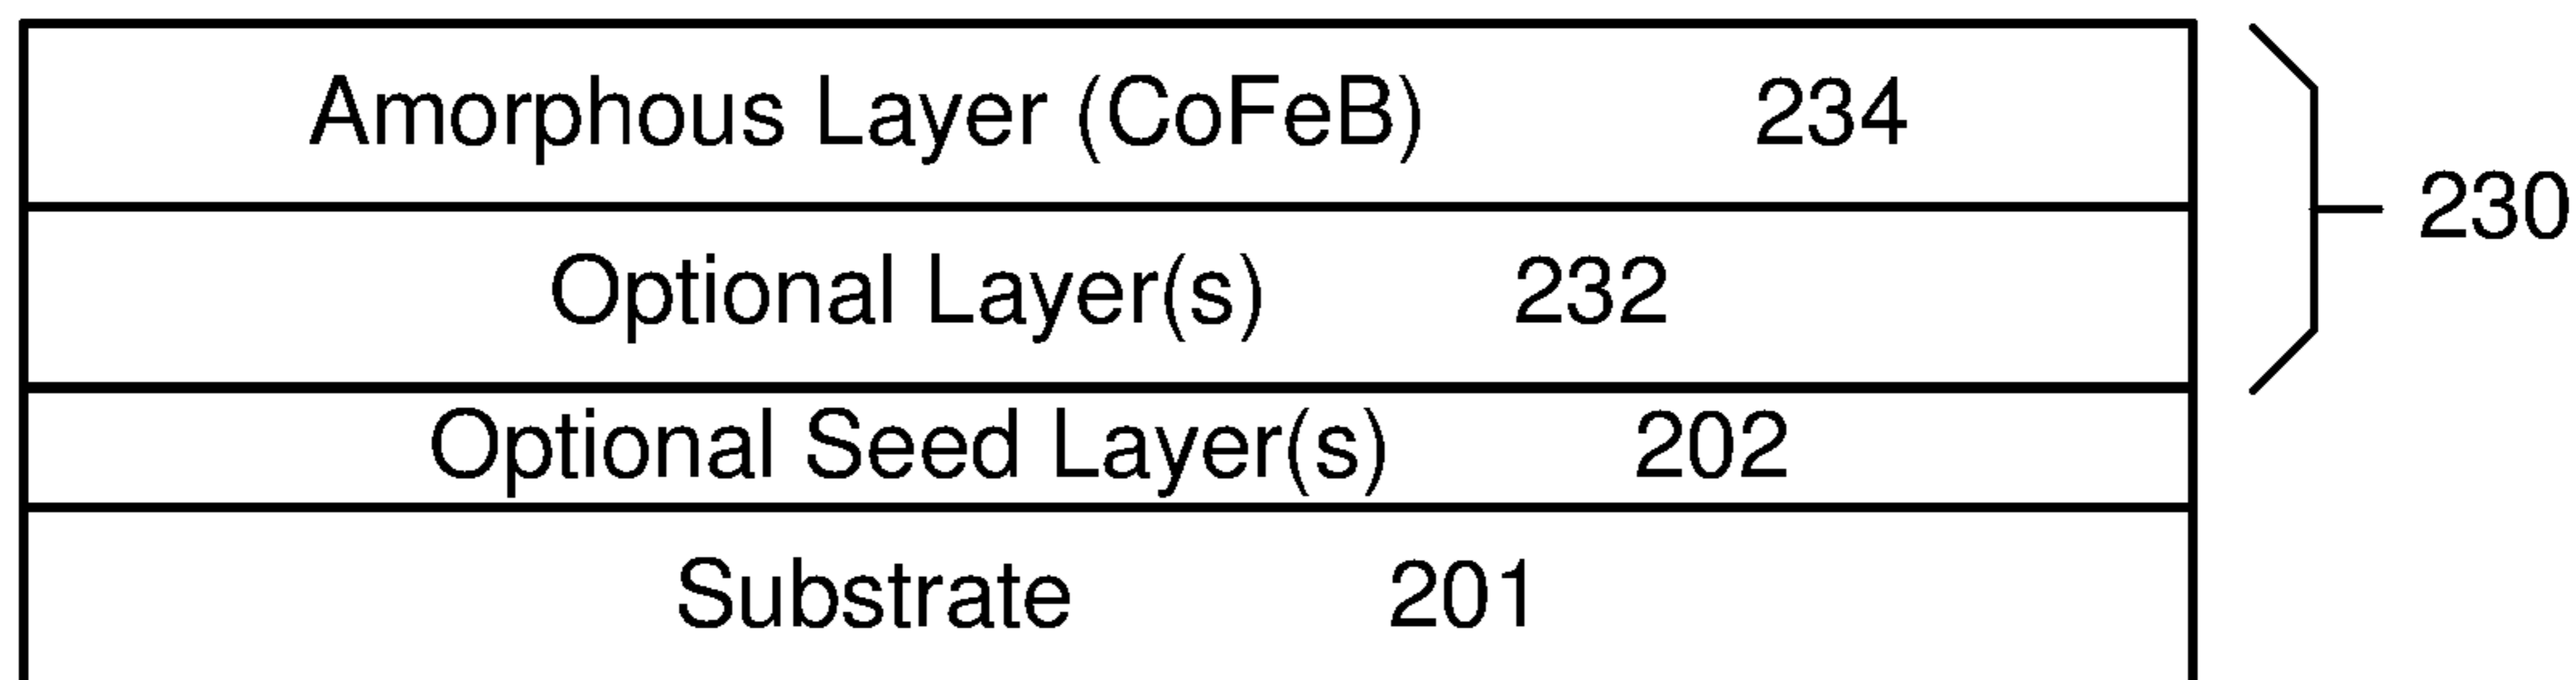 Amorphous Layer (CoFeB) 234
230
Optional Layer(s) 232
Optional Seed Layer(s) 202
Substrate 201